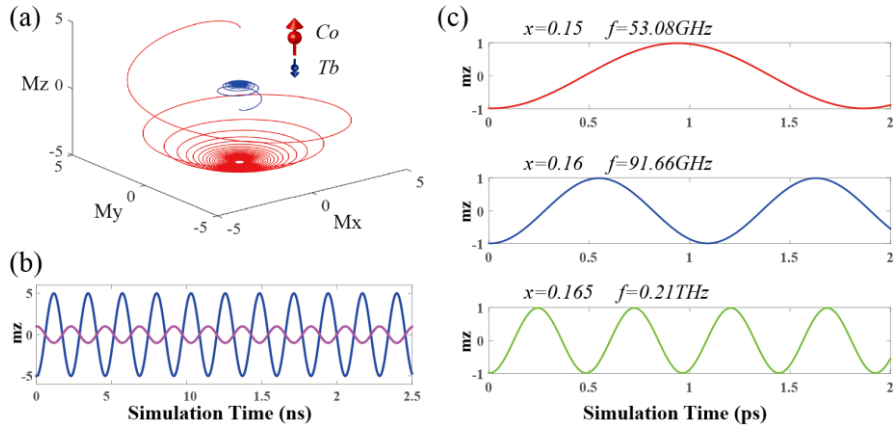 (a)
5
Mz 0
-5
5
0
My
-5
-5
0
Mx
5
Co
Tb
(b)
mz
5
0
-5
0 5 10 5 10 1.5 2 2.5
Simulation Time (ns)
(c)
x=0.15 f=53.08GHz
mz
1
0
-1
0 0.5 1 1.5 2
x=0.16 f=91.66GHz
mz
1
0
-1
0 0.5 1 1.5 2
x=0.165 f=0.21THz
mz
1
0
-1
0 0.5 1 1.5 2
Simulation Time (ps)